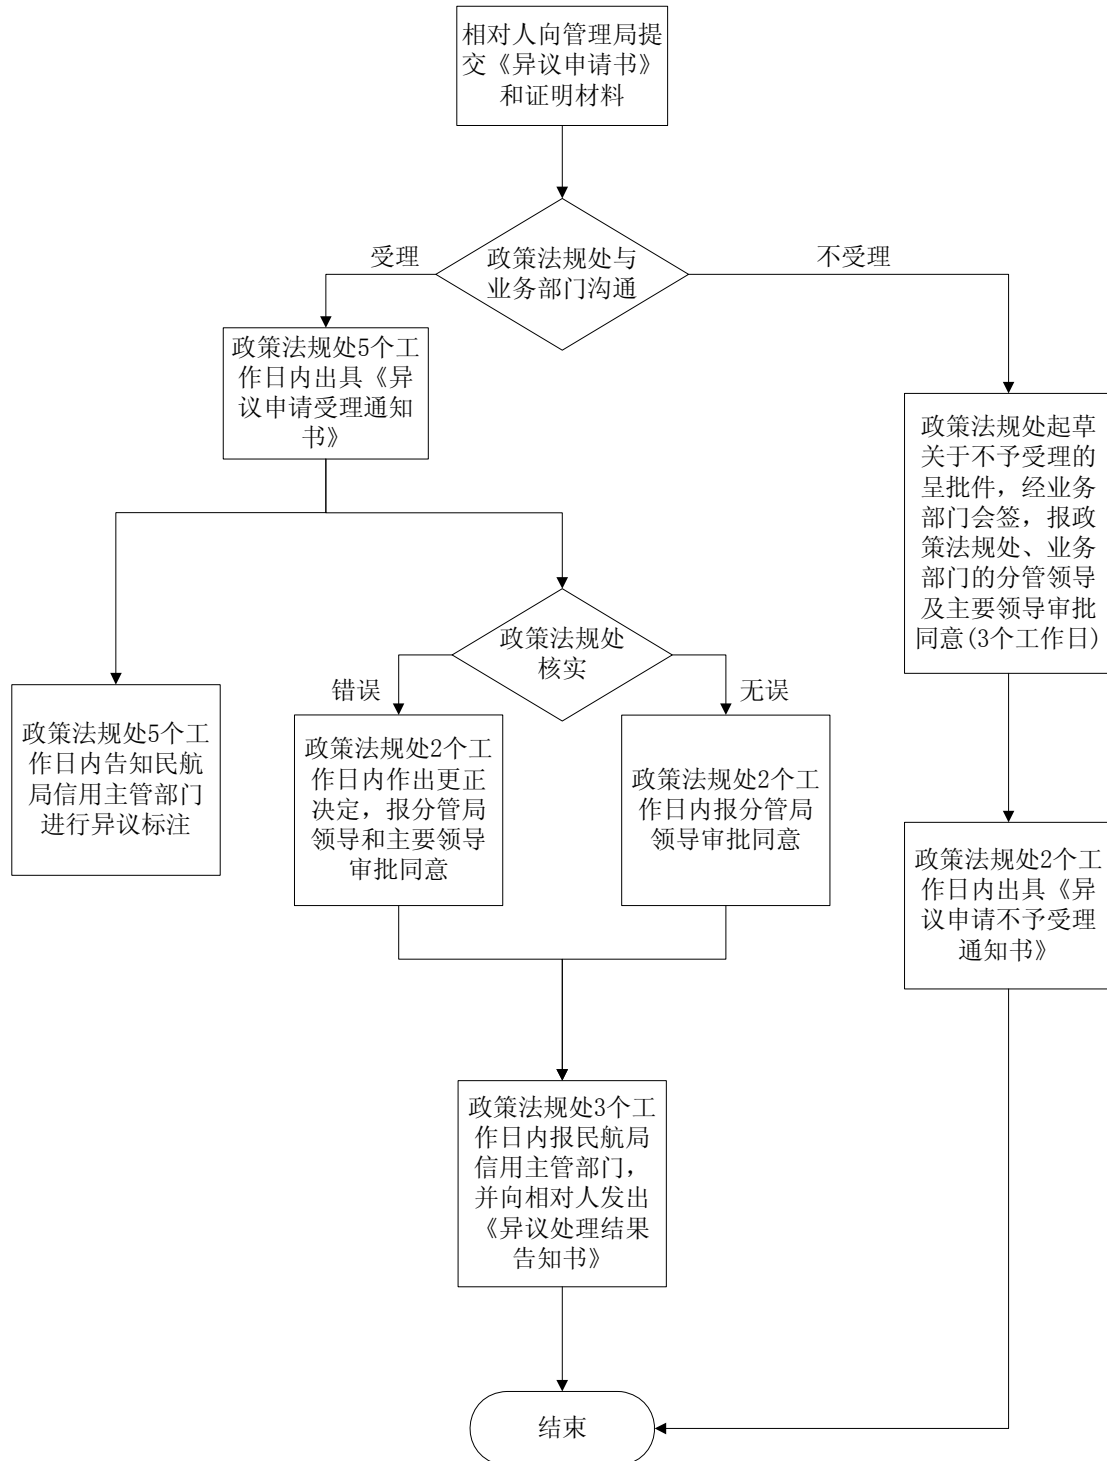 相对人向管理局提
交《异议申请书》
和证明材料
受理
政策法规处与
业务部门沟通
不受理
政策法规处5个工
作日内出具《异
议申请受理通知
书》
政策法规处起草
关于不予受理的
呈批件，经业务
部门会签，报政
策法规处、业务
部门的分管领导
及主要领导审批
同意(3个工作日)
政策法规处
核实
错误
无误
政策法规处5个工
作日内告知民航
局信用主管部门
进行异议标注
政策法规处2个工
作日内作出更正
决定，报分管局
领导和主要领导
审批同意
政策法规处2个工
作日内报分管局
领导审批同意
政策法规处2个工
作日内出具《异
议申请不予受理
通知书》
政策法规处3个工
作日内报民航局
信用主管部门，
并向相对人发出
《异议处理结果
告知书》
结束